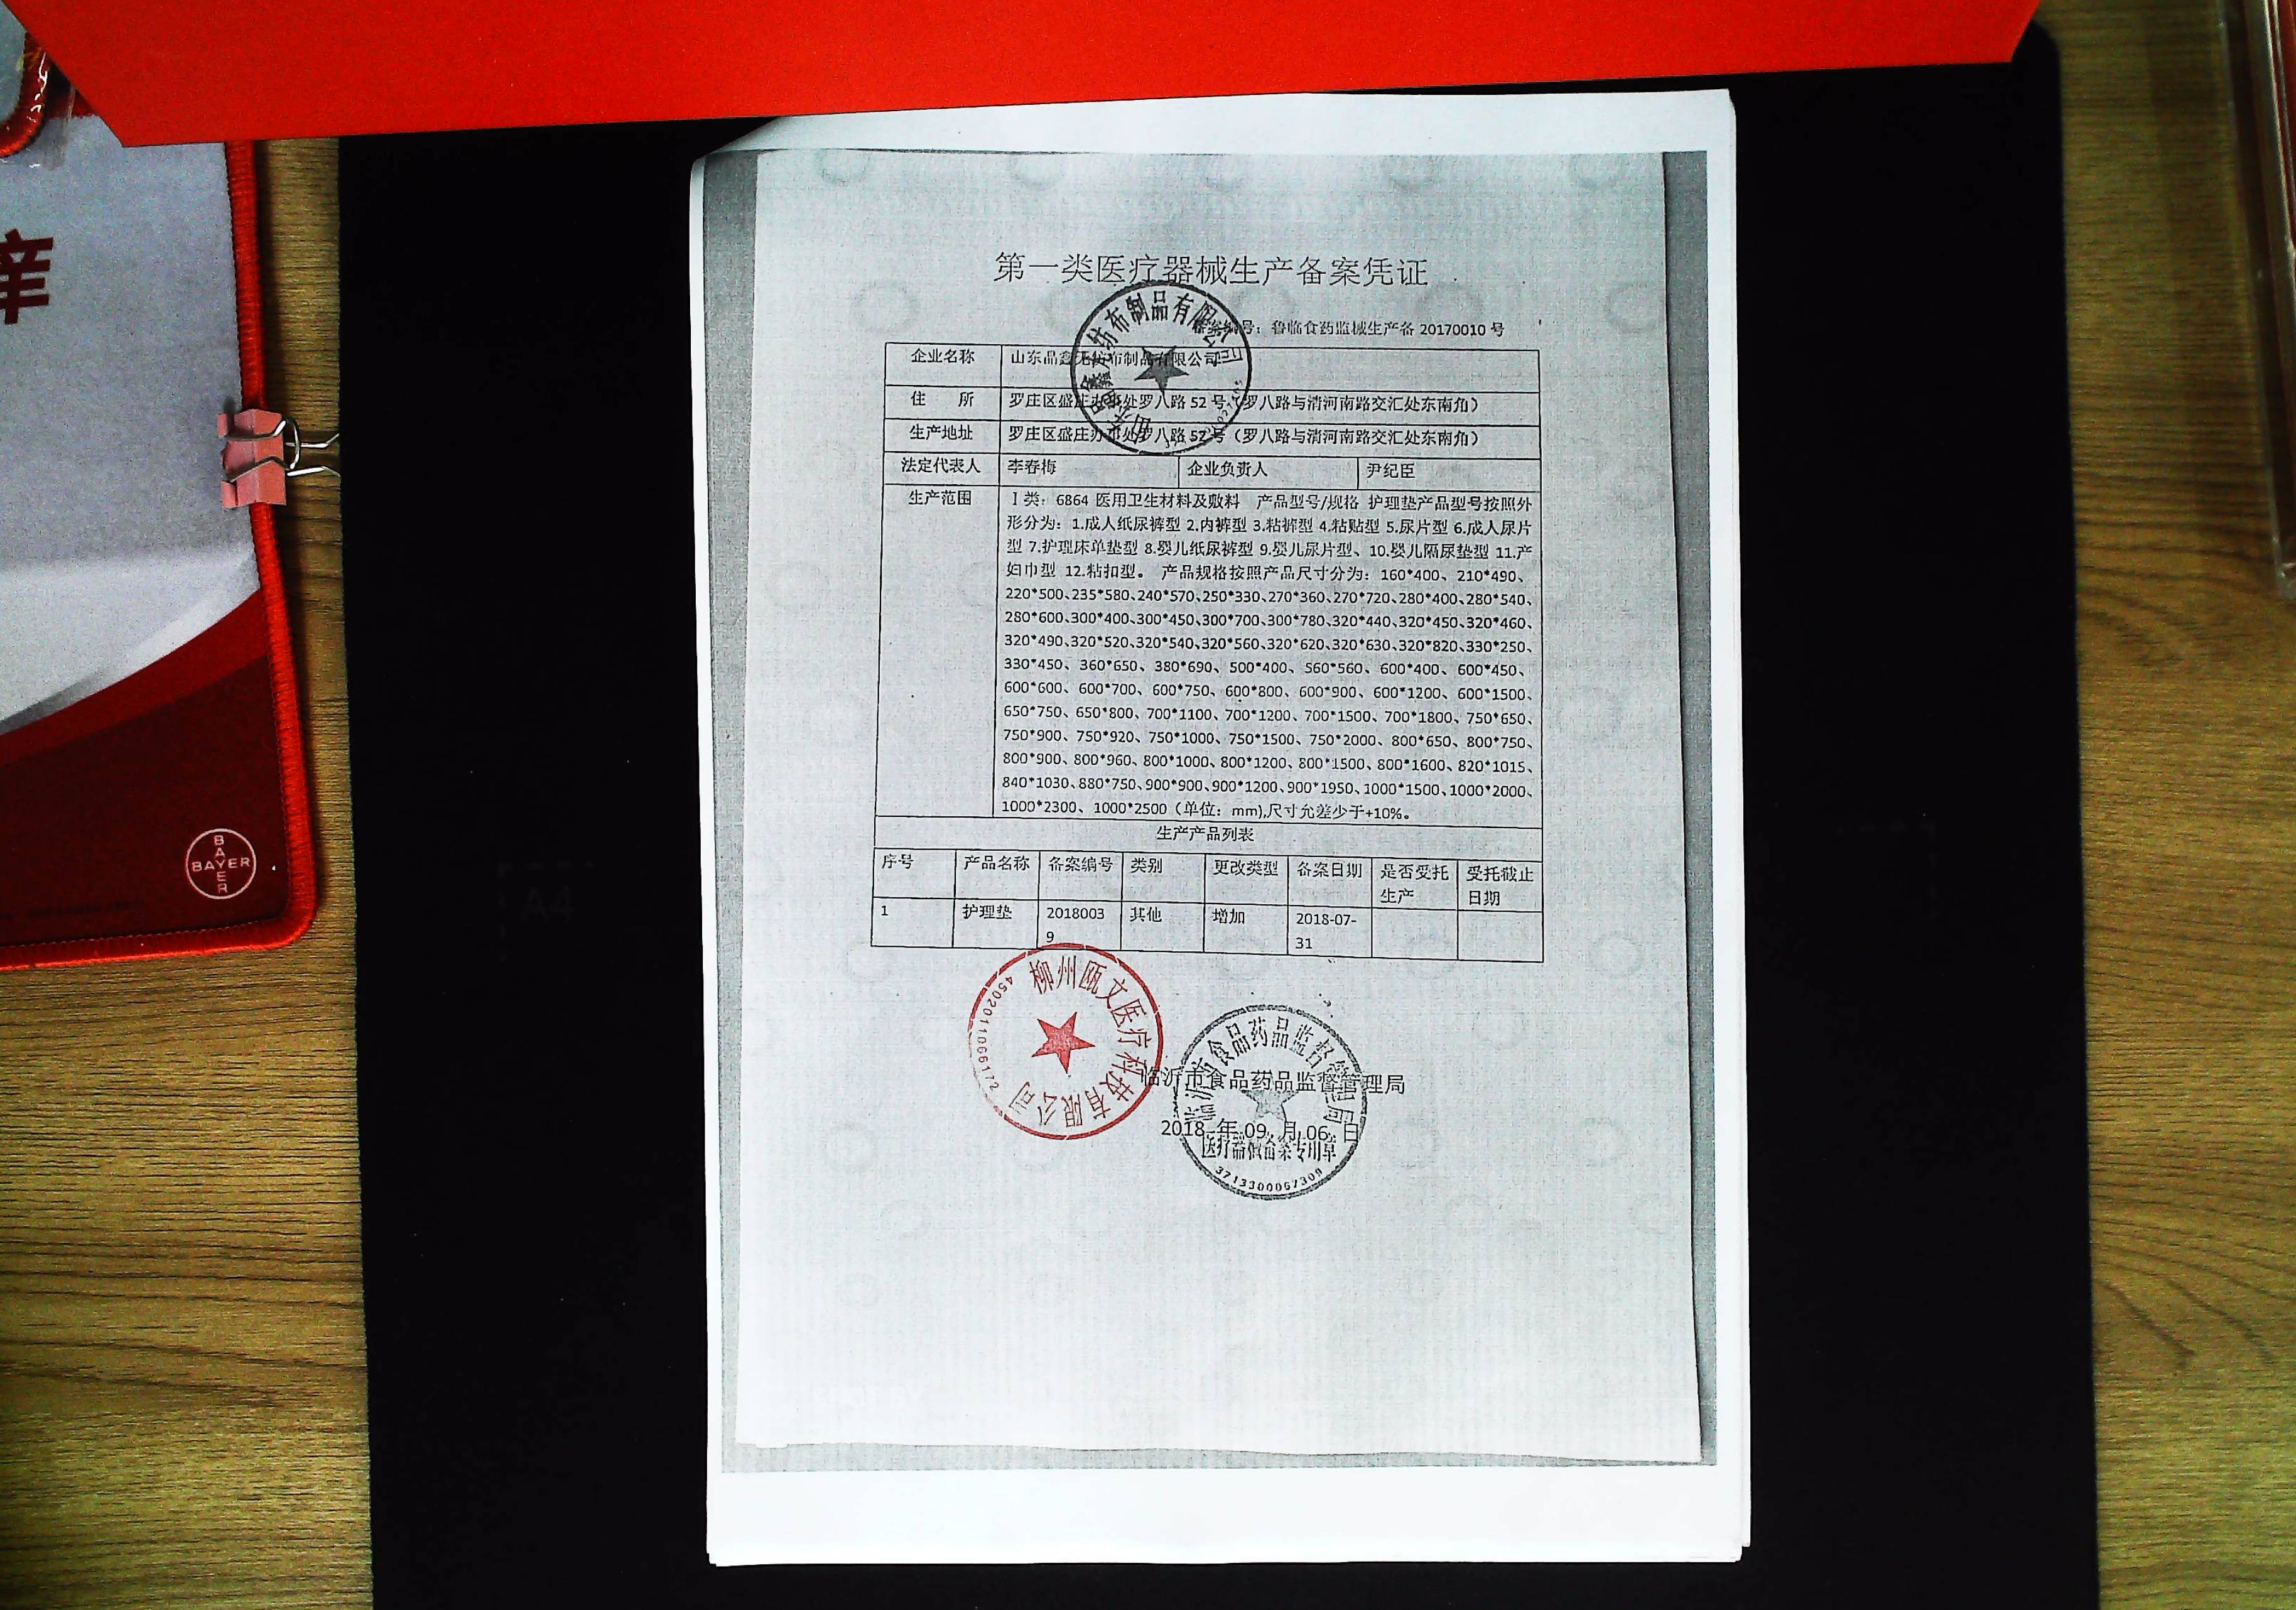 第一类医疗器械生产备案凭证
备案编号：鲁临食药监械生产备 20170010 号
企业名称 山东晶鑫无纺布制品有限公司
住 所 罗庄区盛庄办事处罗八路 52 号（罗八路与清河南路交汇处东南角）
生产地址 罗庄区盛庄办事处罗八路 52 号（罗八路与清河南路交汇处东南角）
法定代表人 李春梅 企业负责人 尹纪臣
生产范围 I 类：6864 医用卫生材料及敷料 产品型号/规格 护理垫产品型号按照外
形分为：1.成人纸尿裤型 2.内裤型 3.粘裤型 4.粘贴型 5.尿片型 6.成人尿片
型 7.护理床单垫型 8.婴儿纸尿裤型 9.婴儿尿片型、10.婴儿隔尿垫型 11.产
妇巾型 12.粘扣型。 产品规格按照产品尺寸分为：160*400、210*490、
220*500、235*580、240*570、250*330、270*360、270*720、280*400、280*540、
280*600、300*400、300*450、300*700、300*780、320*440、320*450、320*460、
320*490、320*520、320*540、320*560、320*620、320*630、320*820、330*250、
330*450、360*650、380*690、500*400、560*560、600*400、600*450、
600*600、600*700、600*750、600*800、600*900、600*1200、600*1500、
650*750、650*800、700*1100、700*1200、700*1500、700*1800、750*650、
750*900、750*920、750*1000、750*1500、750*2000、800*650、800*750、
800*900、800*960、800*1000、800*1200、800*1500、800*1600、820*1015、
840*1030、880*750、900*900、900*1200、900*1950、1000*1500、1000*2000、
1000*2300、1000*2500（单位：mm),尺寸允差少于+10%。
生产产品列表
序号 产品名称 备案编号 类别 更改类型 备案日期 是否受托生产 受托截止日期
1 护理垫 20180039 其他 增加 2018-07-31
柳州瓯文医疗科技有限公司
4502011066172
临沂市食品药品监督管理局
2018 年 09 月 06 日
临沂市食品药品监督管理局
医疗器械备案专用章
3713300067309
痒
BAYER
BAYER
A4